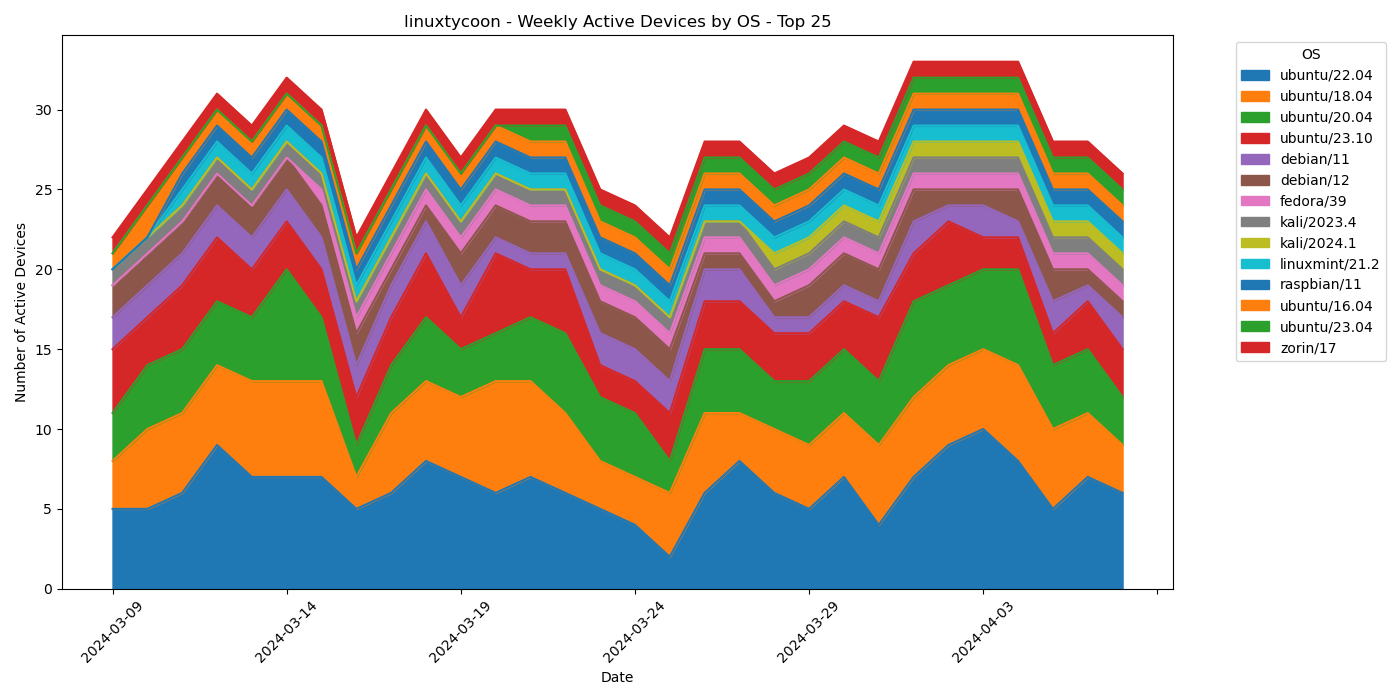 linuxtycoon - Weekly Active Devices by OS - Top 25
Number of Active Devices
30
25
20
15
10
5
0
2024-03-09
2024-03-14
2024-03-19
2024-03-24
2024-03-29
2024-04-03
Date
OS
ubuntu/22.04
ubuntu/18.04
ubuntu/20.04
ubuntu/23.10
debian/11
debian/12
fedora/39
kali/2023.4
kali/2024.1
linuxmint/21.2
raspbian/11
ubuntu/16.04
ubuntu/23.04
zorin/17